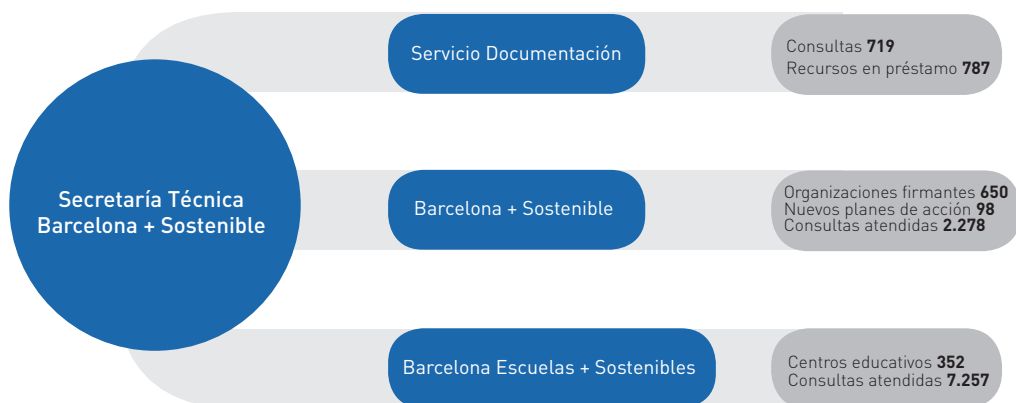 Secretaría Técnica
Barcelona + Sostenible
Servicio Documentación
Consultas 719
Recursos en préstamo 787
Barcelona + Sostenible
Organizaciones firmantes 650
Nuevos planes de acción 98
Consultas atendidas 2.278
Barcelona Escuelas + Sostenibles
Centros educativos 352
Consultas atendidas 7.257